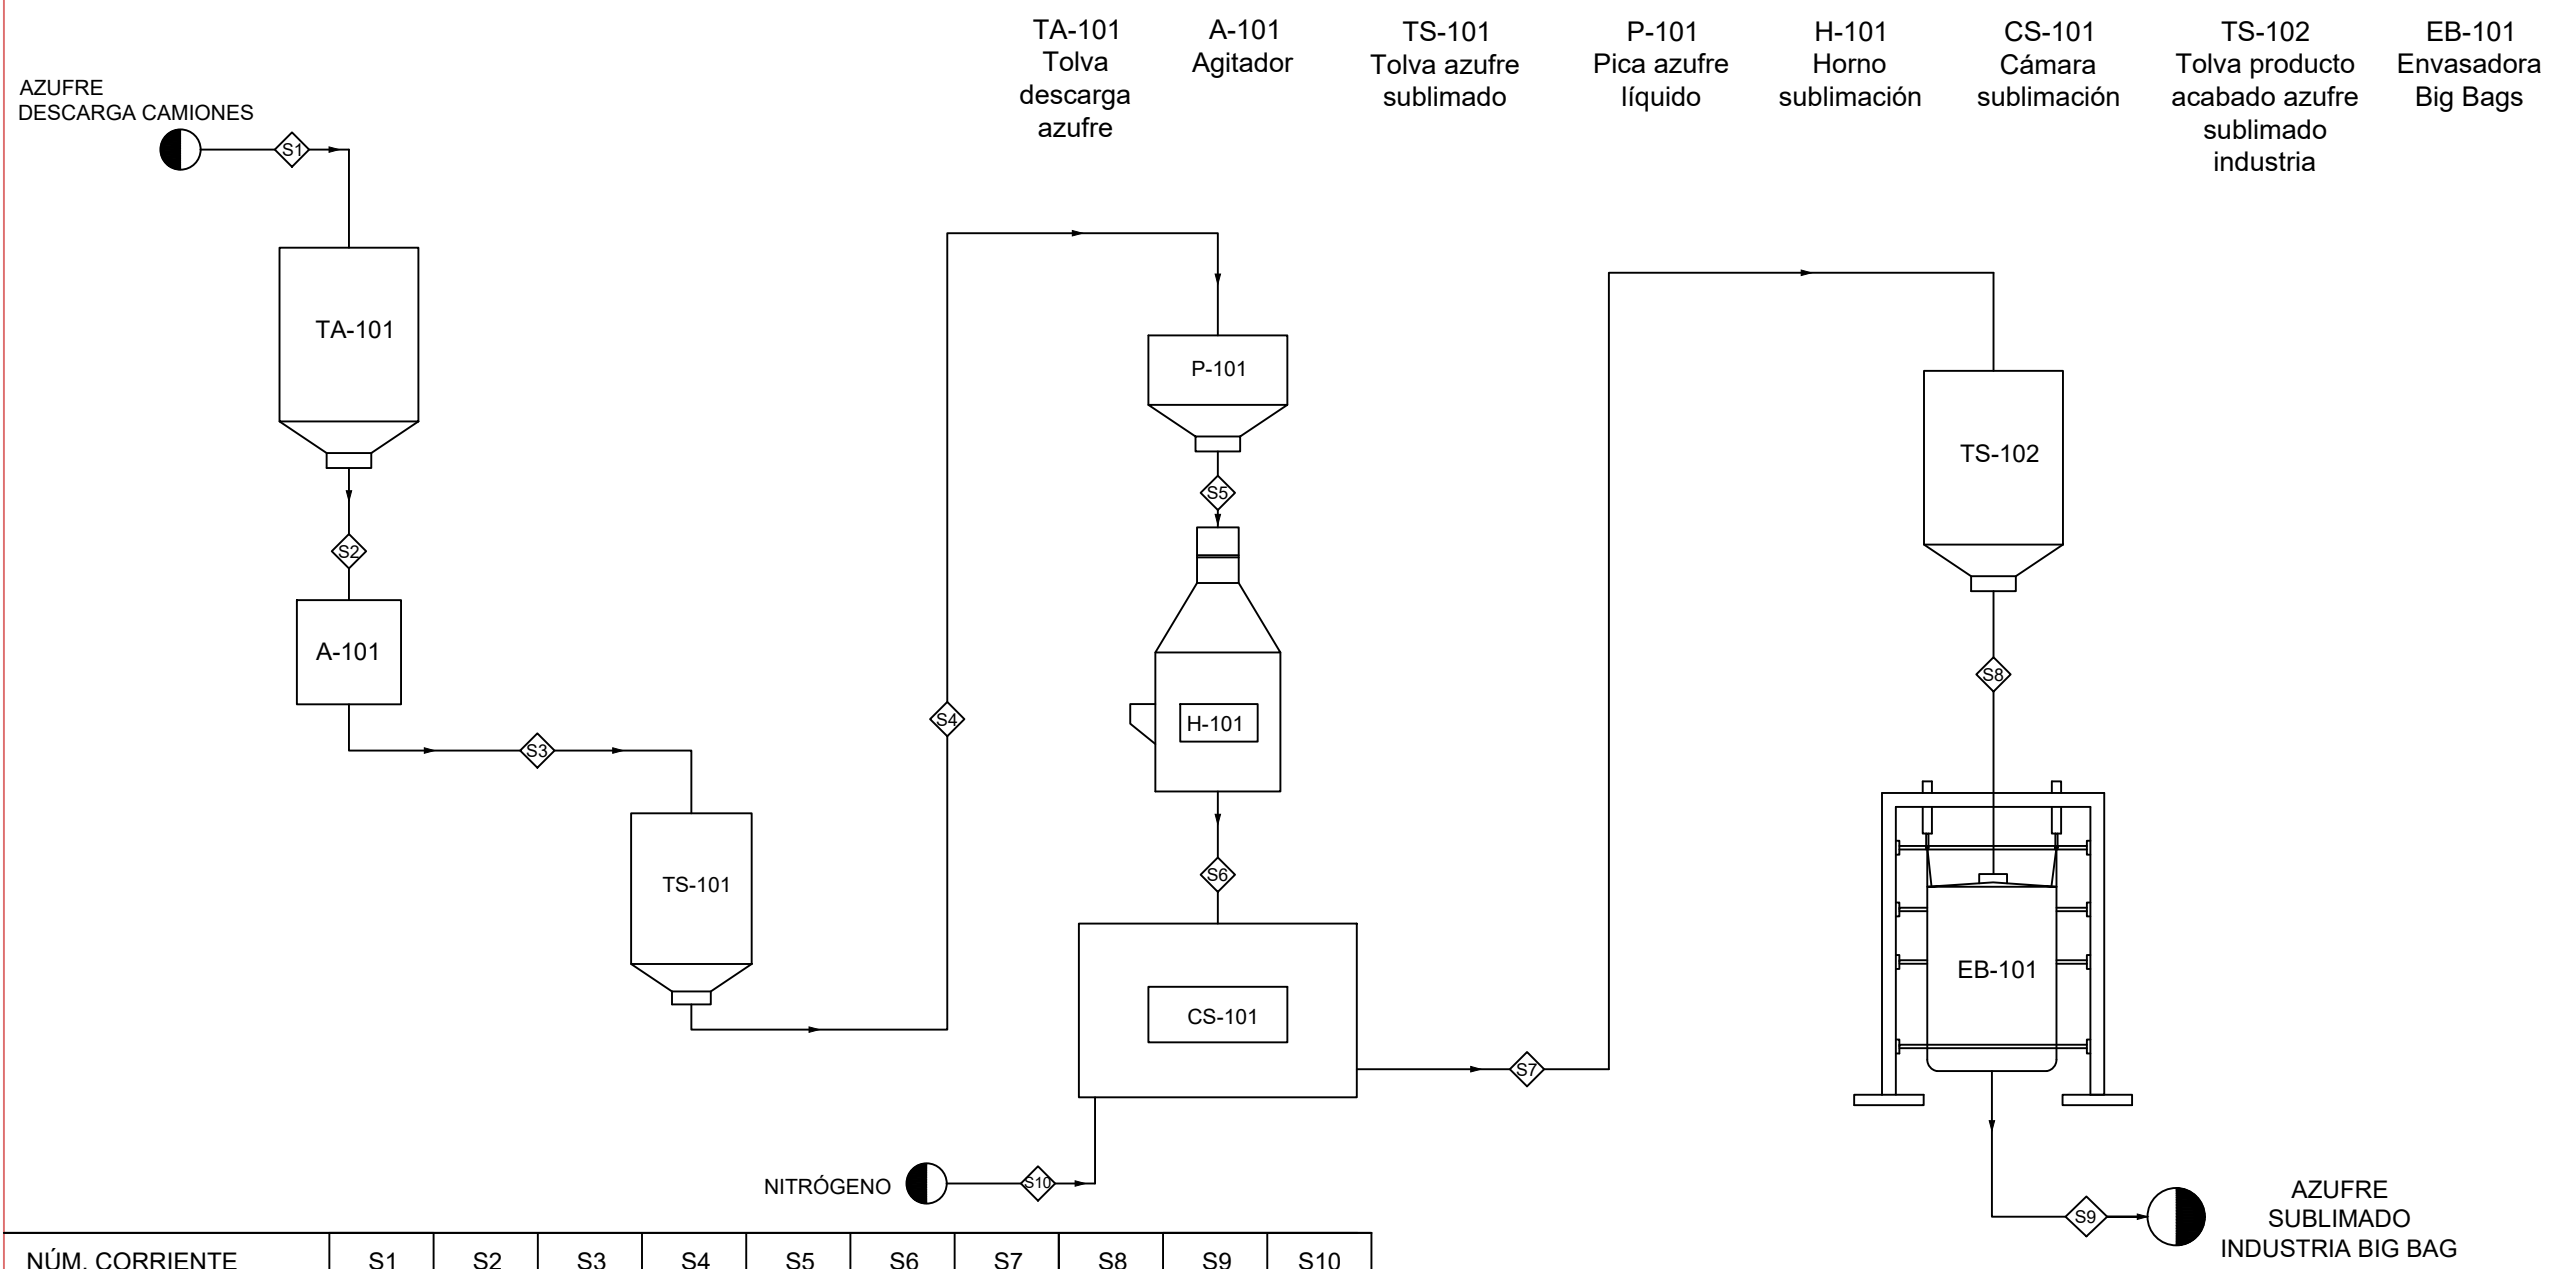 TA-101
Tolva
descarga
azufre
A-101
Agitador
TS-101
Tolva azufre
sublimado
P-101
Pica azufre
líquido
H-101
Horno
sublimación
CS-101
Cámara
sublimación
TS-102
Tolva producto
acabado azufre
sublimado
industria
EB-101
Envasadora
Big Bags
AZUFRE
DESCARGA CAMIONES
S1
TA-101
S2
A-101
S3
TS-101
S4
P-101
S5
H-101
S6
CS-101
S7
TS-102
S8
EB-101
NITRÓGENO
S10
S9
AZUFRE
SUBLIMADO
INDUSTRIA BIG BAG
NÚM. CORRIENTE S1 S2 S3 S4 S5 S6 S7 S8 S9 S10